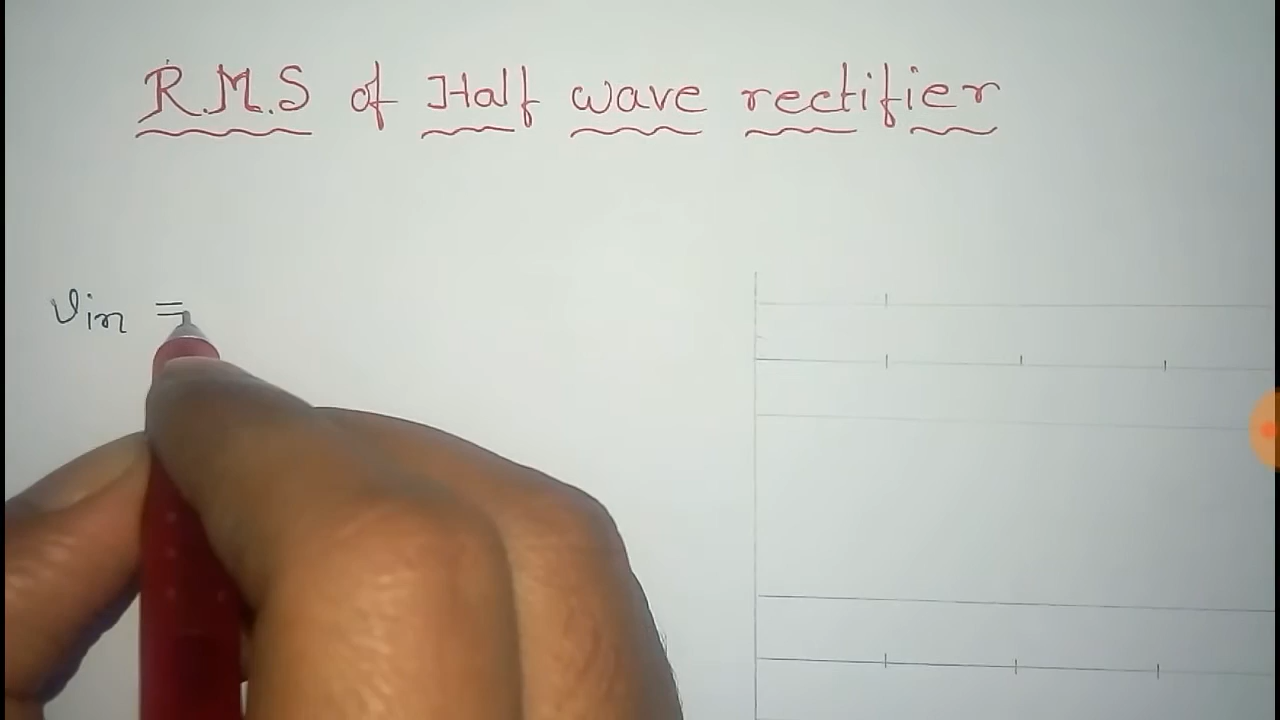 R.M.S of Half wave rectifier
Vin =